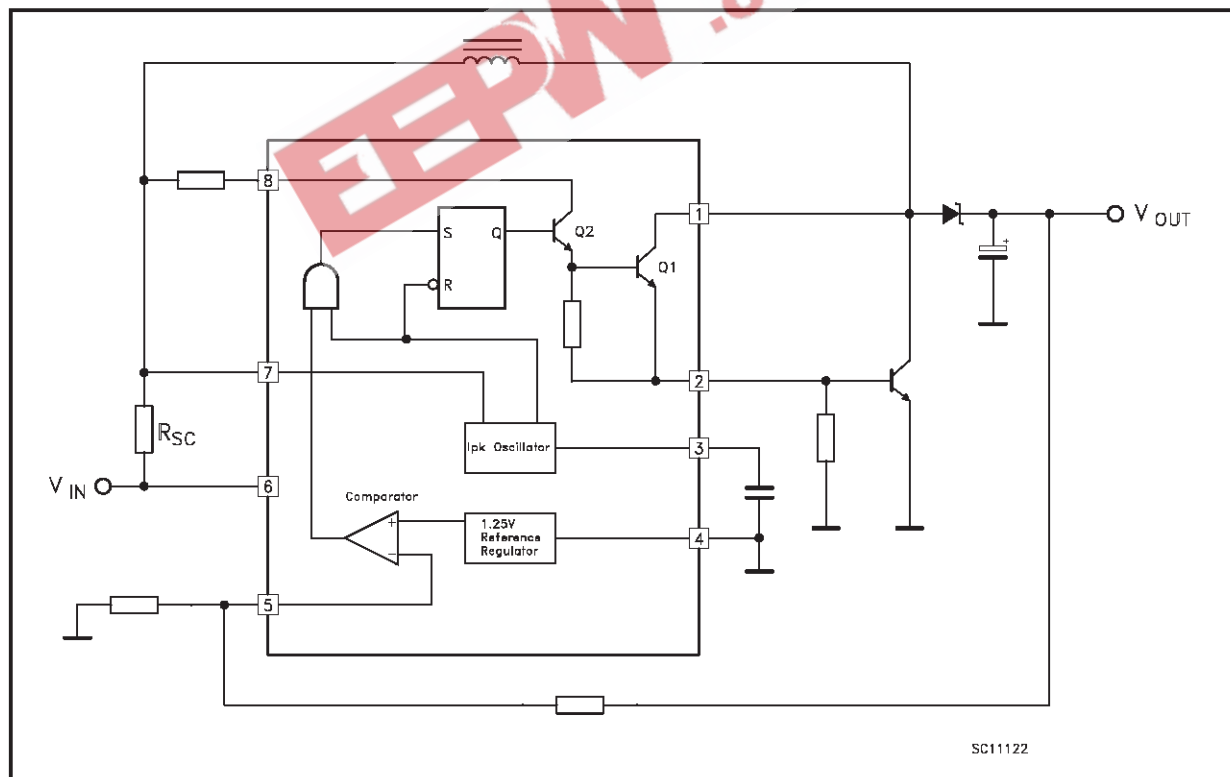 EEPW.
8
S
Q
Q2
1
V OUT
+
R
Q1
7
2
RSC
Ipk Oscillator
3
V IN
6
Comparator
+
1.25V
Reference
Regulator
4
−
5
SC11122